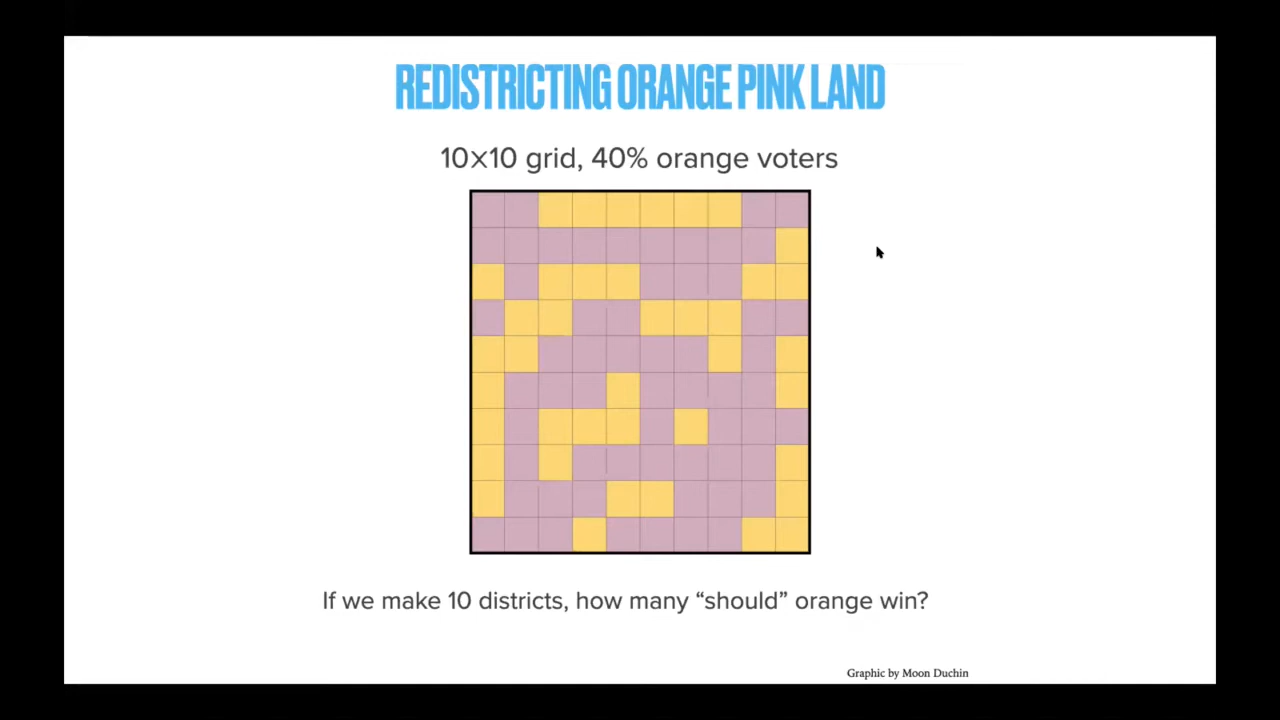 REDISTRICTING ORANGE PINK LAND
10×10 grid, 40% orange voters
If we make 10 districts, how many “should” orange win?
Graphic by Moon Duchin